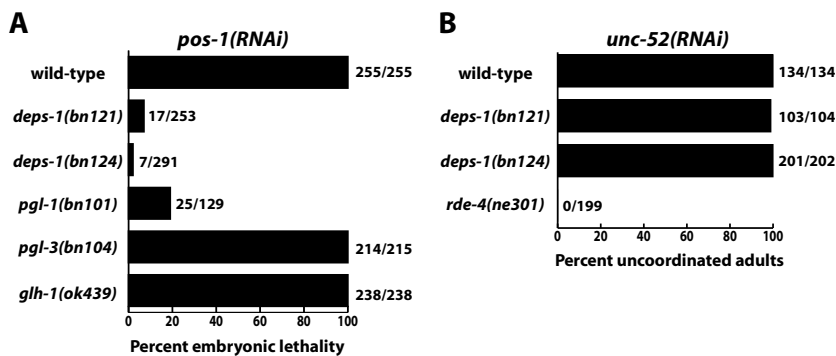 A
pos-1(RNAi)
wild-type 255/255
deps-1(bn121) 17/253
deps-1(bn124) 7/291
pgl-1(bn101) 25/129
pgl-3(bn104) 214/215
glh-1(ok439) 238/238
0 20 40 60 80 100
Percent embryonic lethality
B
unc-52(RNAi)
wild-type 134/134
deps-1(bn121) 103/104
deps-1(bn124) 201/202
rde-4(ne301) 0/199
0 20 40 60 80 100
Percent uncoordinated adults